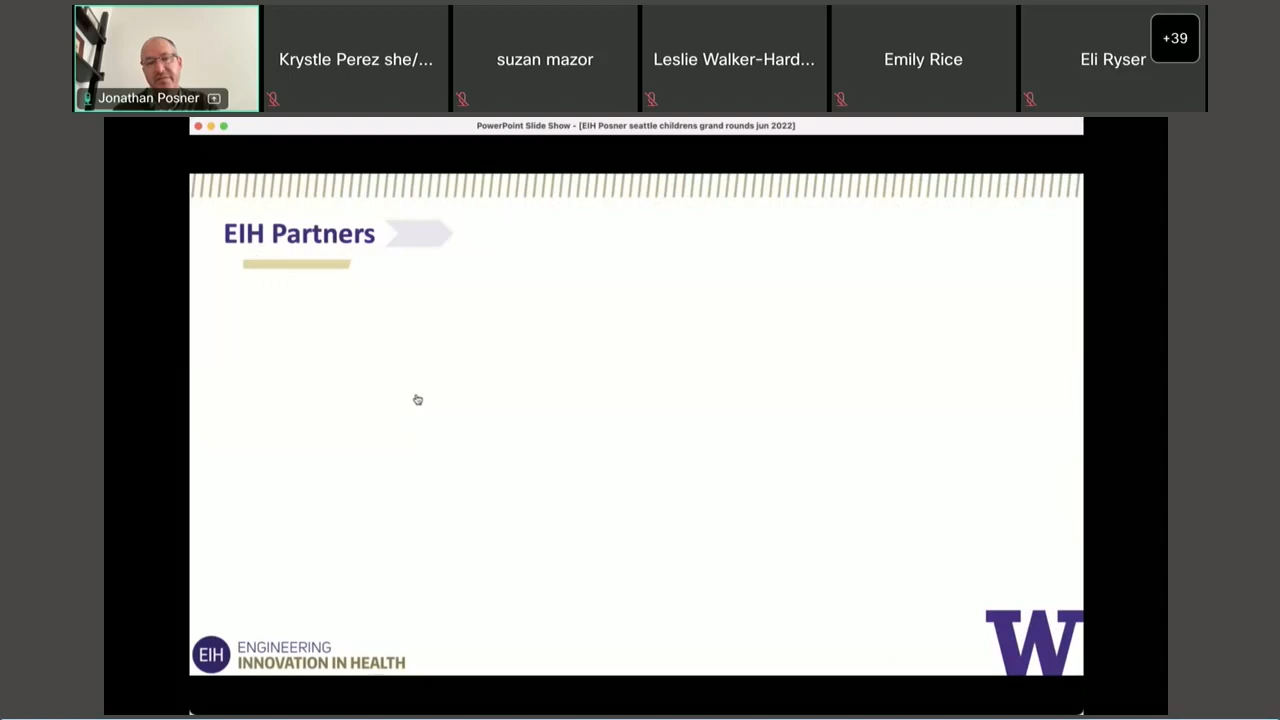 Jonathan Posner
Krystle Perez she/...
suzan mazor
Leslie Walker-Hard...
Emily Rice
Eli Ryser
+39
PowerPoint Slide Show - [EIH Posner seattle childrens grand rounds jun 2022]
EIH Partners
EIH
ENGINEERING
INNOVATION IN HEALTH
W